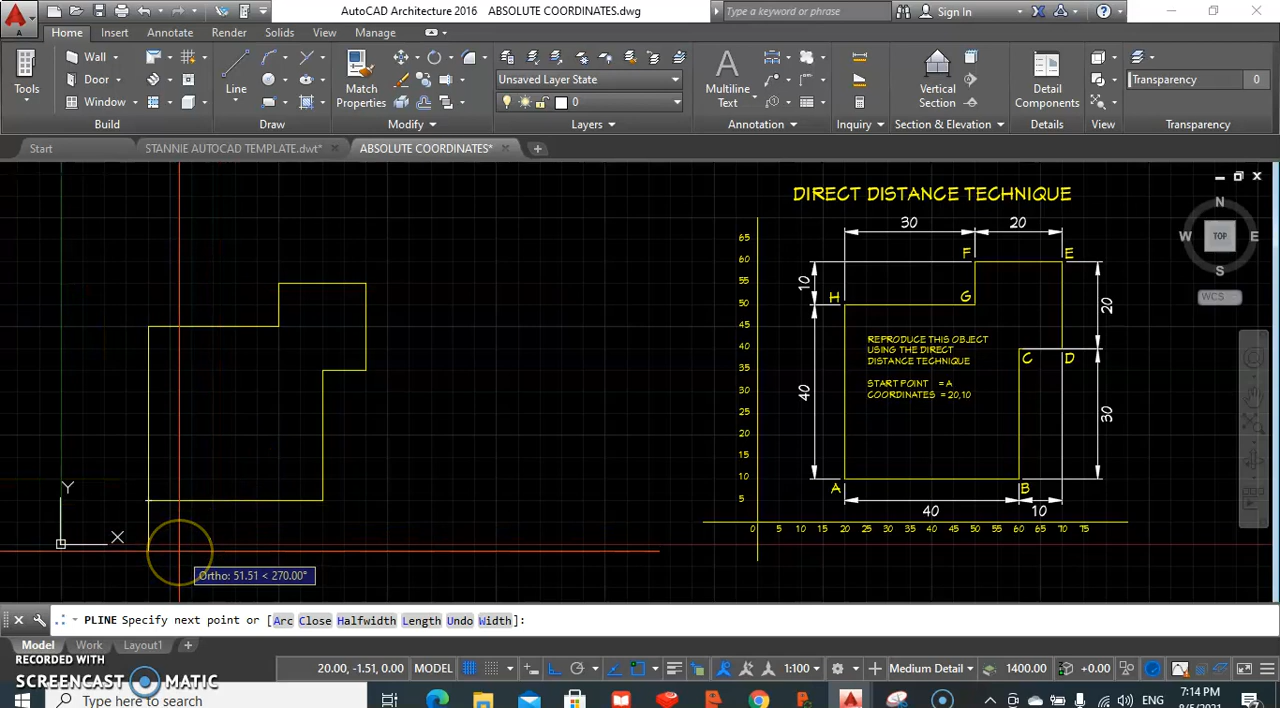 AutoCAD Architecture 2016 ABSOLUTE COORDINATES.dwg Type a keyword or phrase Sign In
Home Insert Annotate Render Solids View Manage
Tools Wall Door Window Line Match Properties Unsaved Layer State 0 Multiline Text Vertical Section Detail Components Transparency 0
Build Draw Modify Layers Annotation Inquiry Section & Elevation Details View Transparency
Start STANNIE AUTOCAD TEMPLATE.dwt* ABSOLUTE COORDINATES*
DIRECT DISTANCE TECHNIQUE
N
W TOP E
S
WCS
30 20
65
60 F E
55 10
50 H G 20
45
40 REPRODUCE THIS OBJECT
USING THE DIRECT
DISTANCE TECHNIQUE
C D
35
START POINT = A
30 40
COORDINATES = 20,10
25 30
20
15
10
A B
5
40 10
0 5 10 15 20 25 30 35 40 45 50 55 60 65 70 75
Y
X
Ortho: 51.51 < 270.00°
PLINE Specify next point or [Arc Close Halfwidth Length Undo Width]:
Model Work Layout1
RECORDED WITH
SCREENCAST MATIC
20.00, -1.51, 0.00 MODEL 1:100 Medium Detail 1400.00 +0.00
Type here to search
ENG 7:14 PM